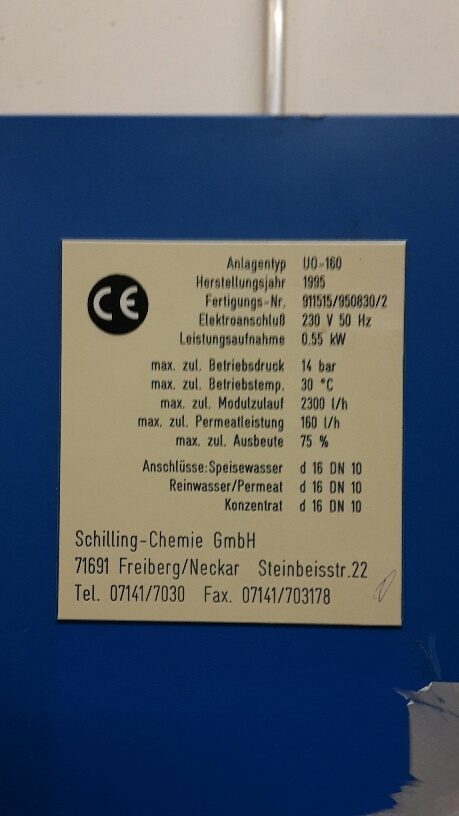 CE
Anlagentyp UO-160
Herstellungsjahr 1995
Fertigungs-Nr. 911515/950830/2
Elektroanschluß 230 V 50 Hz
Leistungsaufnahme 0.55 kW
max. zul. Betriebsdruck 14 bar
max. zul. Betriebstemp. 30 °C
max. zul. Modulzulauf 2300 l/h
max. zul. Permeatleistung 160 l/h
max. zul. Ausbeute 75 %
Anschlüsse:Speisewasser d 16 DN 10
Reinwasser/Permeat d 16 DN 10
Konzentrat d 16 DN 10
Schilling-Chemie GmbH
71691 Freiberg/Neckar Steinbeisstr.22
Tel. 07141/7030 Fax. 07141/703178